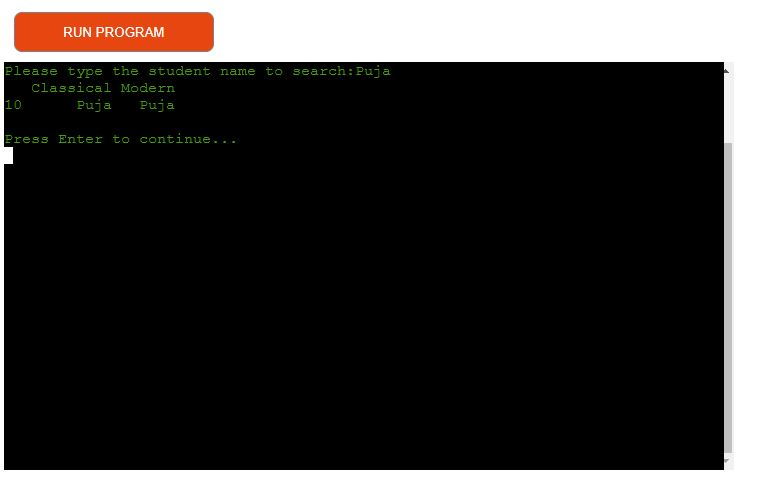 RUN PROGRAM
Please type the student name to search:Puja
   Classical Modern
10      Puja   Puja
Press Enter to continue...